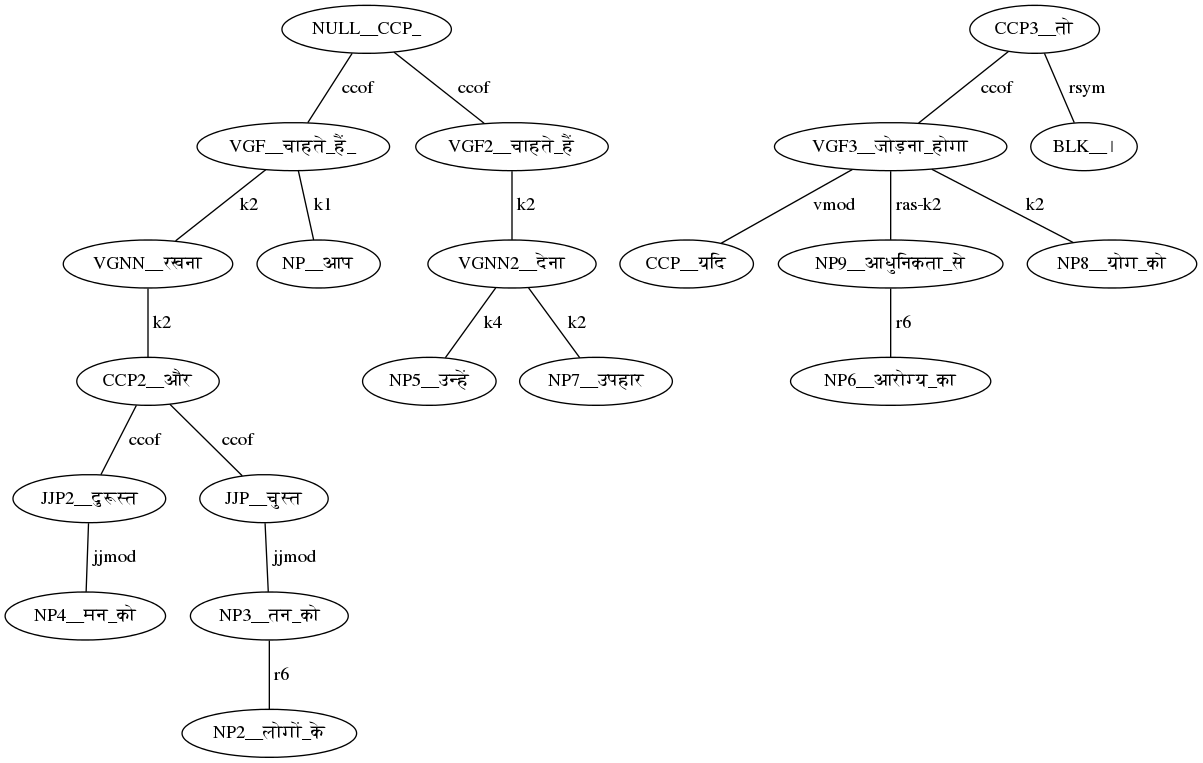 NULL__CCP_ CCP3__तो
ccof ccof ccof rsym
VGF__चाहते_हैं_ VGF2__चाहते_हैं VGF3__जोड़ना_होगा BLK__।
k2 k1 k2 vmod ras-k2 k2
VGNN__रखना NP__आप VGNN2__देना CCP__यदि NP9__आधुनिकता_से NP8__योग_को
k2 k4 k2 r6
CCP2__और NP5__उन्हें NP7__उपहार NP6__आरोग्य_का
ccof ccof
JJP2__दुरूस्त JJP__चुस्त
jjmod jjmod
NP4__मन_को NP3__तन_को
r6
NP2__लोगों_के